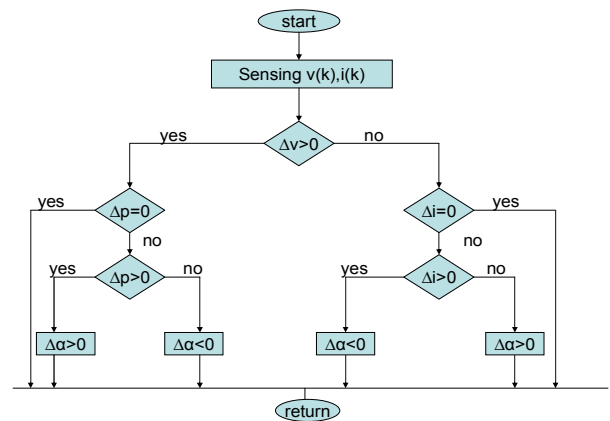 start
Sensing v(k),i(k)
yes
Δv>0
no
yes
Δp=0
no
Δi=0
yes
no
yes
Δp>0
no
yes
Δi>0
no
Δα>0
Δα<0
Δα<0
Δα>0
return